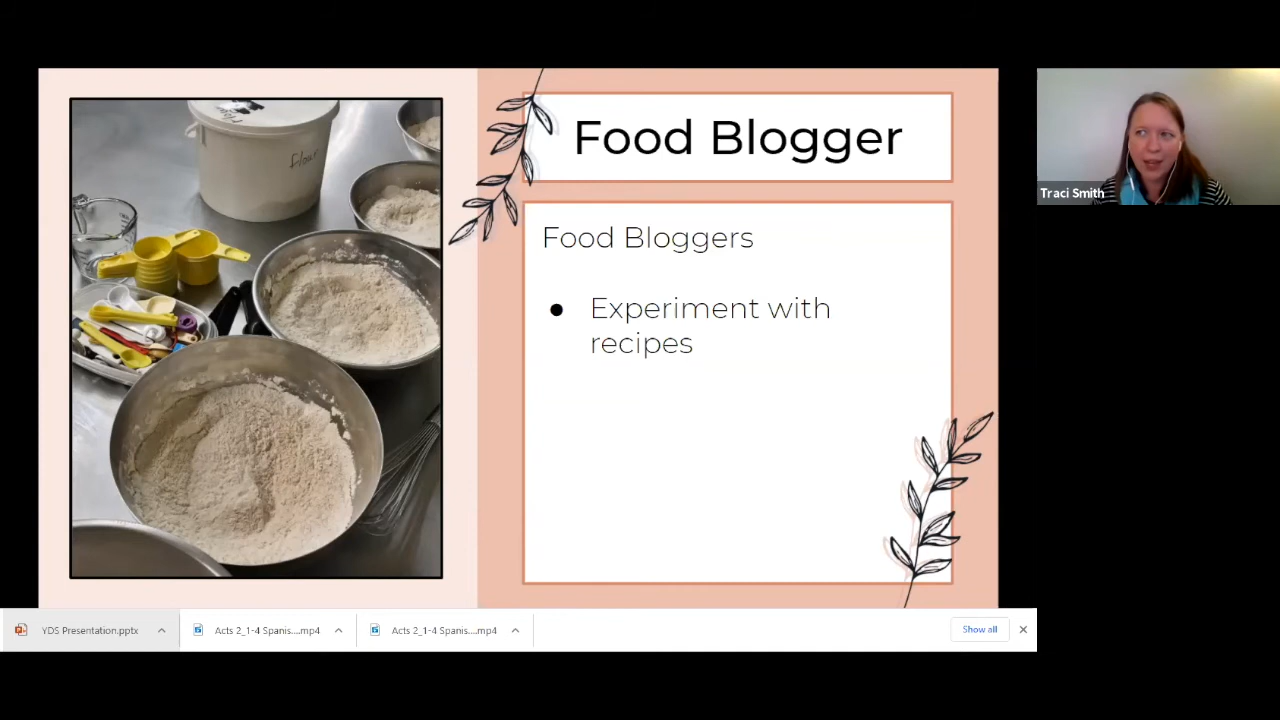 Food Blogger
Food Bloggers
● Experiment with
recipes
flour
Traci Smith
YDS Presentation.pptx
Acts 2_1-4 Spanis....mp4
Acts 2_1-4 Spanis....mp4
Show all